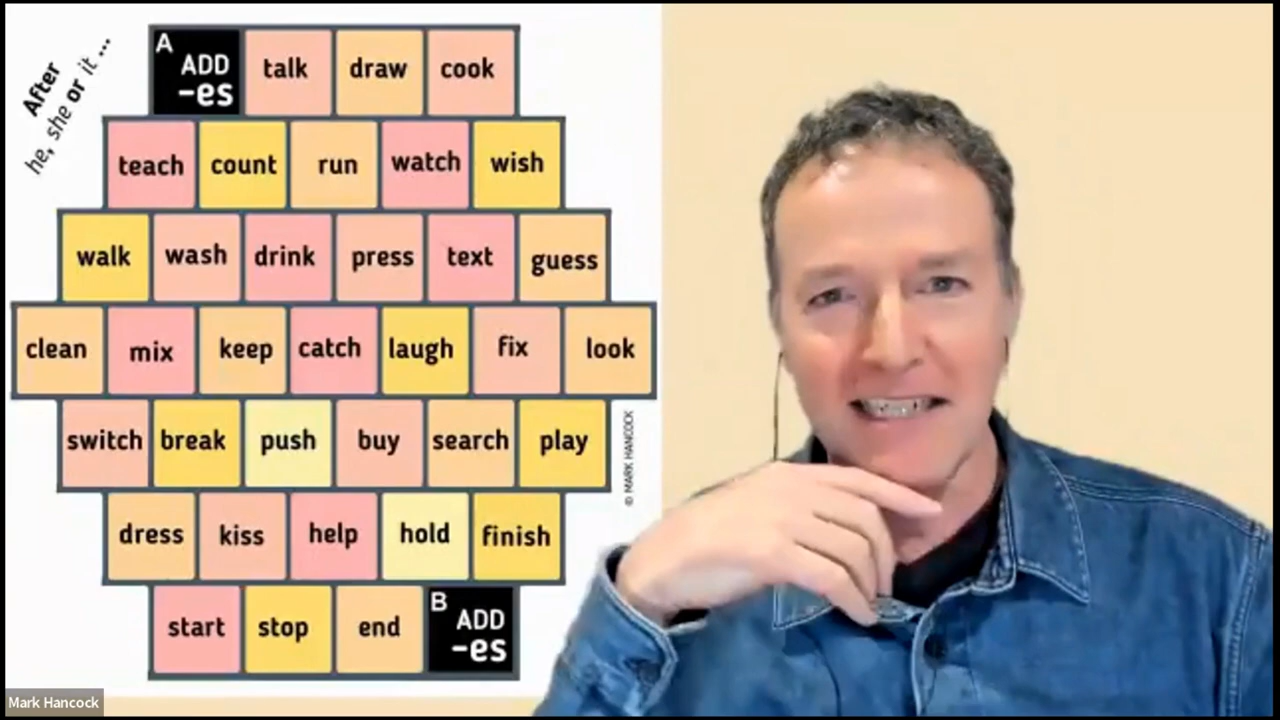 After
he, she or it ...
A
ADD
-es
talk
draw
cook
teach
count
run
watch
wish
walk
wash
drink
press
text
guess
clean
mix
keep
catch
laugh
fix
look
switch
break
push
buy
search
play
© MARK HANCOCK
dress
kiss
help
hold
finish
start
stop
end
B
ADD
-es
Mark Hancock